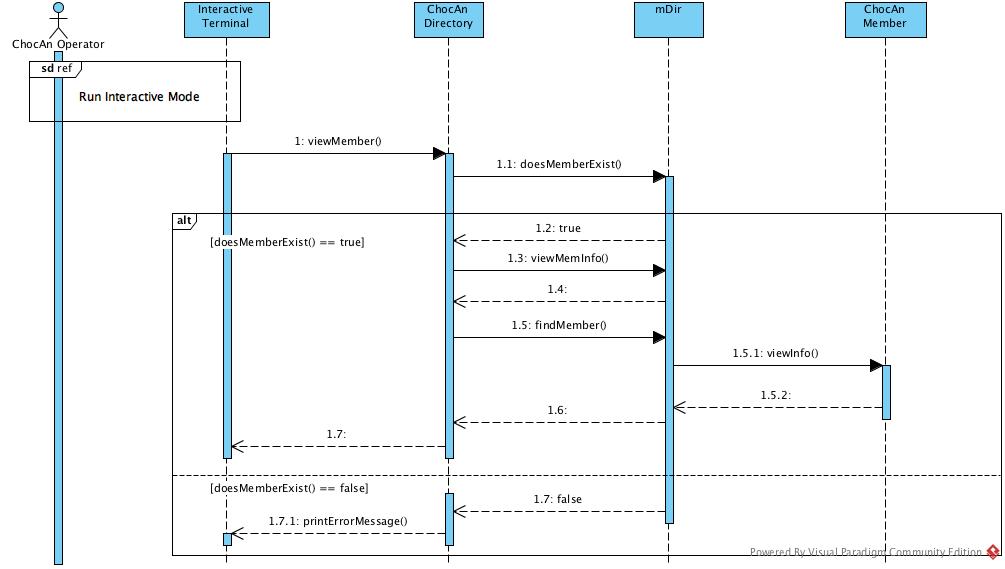 Interactive
Terminal
ChocAn
Directory
mDir
ChocAn
Member
ChocAn Operator
sd ref
Run Interactive Mode
1: viewMember()
1.1: doesMemberExist()
alt
[doesMemberExist() == true]
1.2: true
1.3: viewMemInfo()
1.4:
1.5: findMember()
1.5.1: viewInfo()
1.5.2:
1.6:
1.7:
[doesMemberExist() == false]
1.7: false
1.7.1: printErrorMessage()
Powered By Visual Paradigm Community Edition